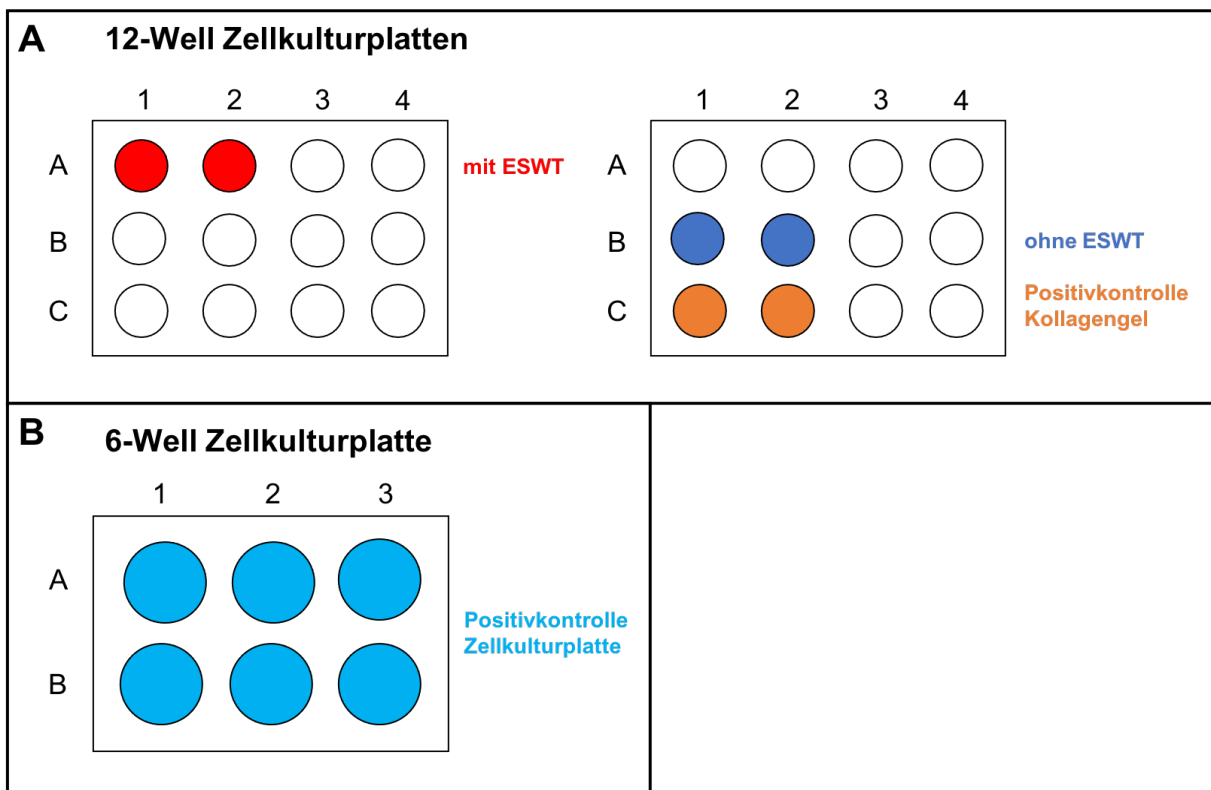 A 12-Well Zellkulturplatten
1 2 3 4
1 2 3 4
A
mit ESWT
B
C
A
B
ohne ESWT
C
Positivkontrolle
Kollagengel
B 6-Well Zellkulturplatte
1 2 3
A
Positivkontrolle
Zellkulturplatte
B